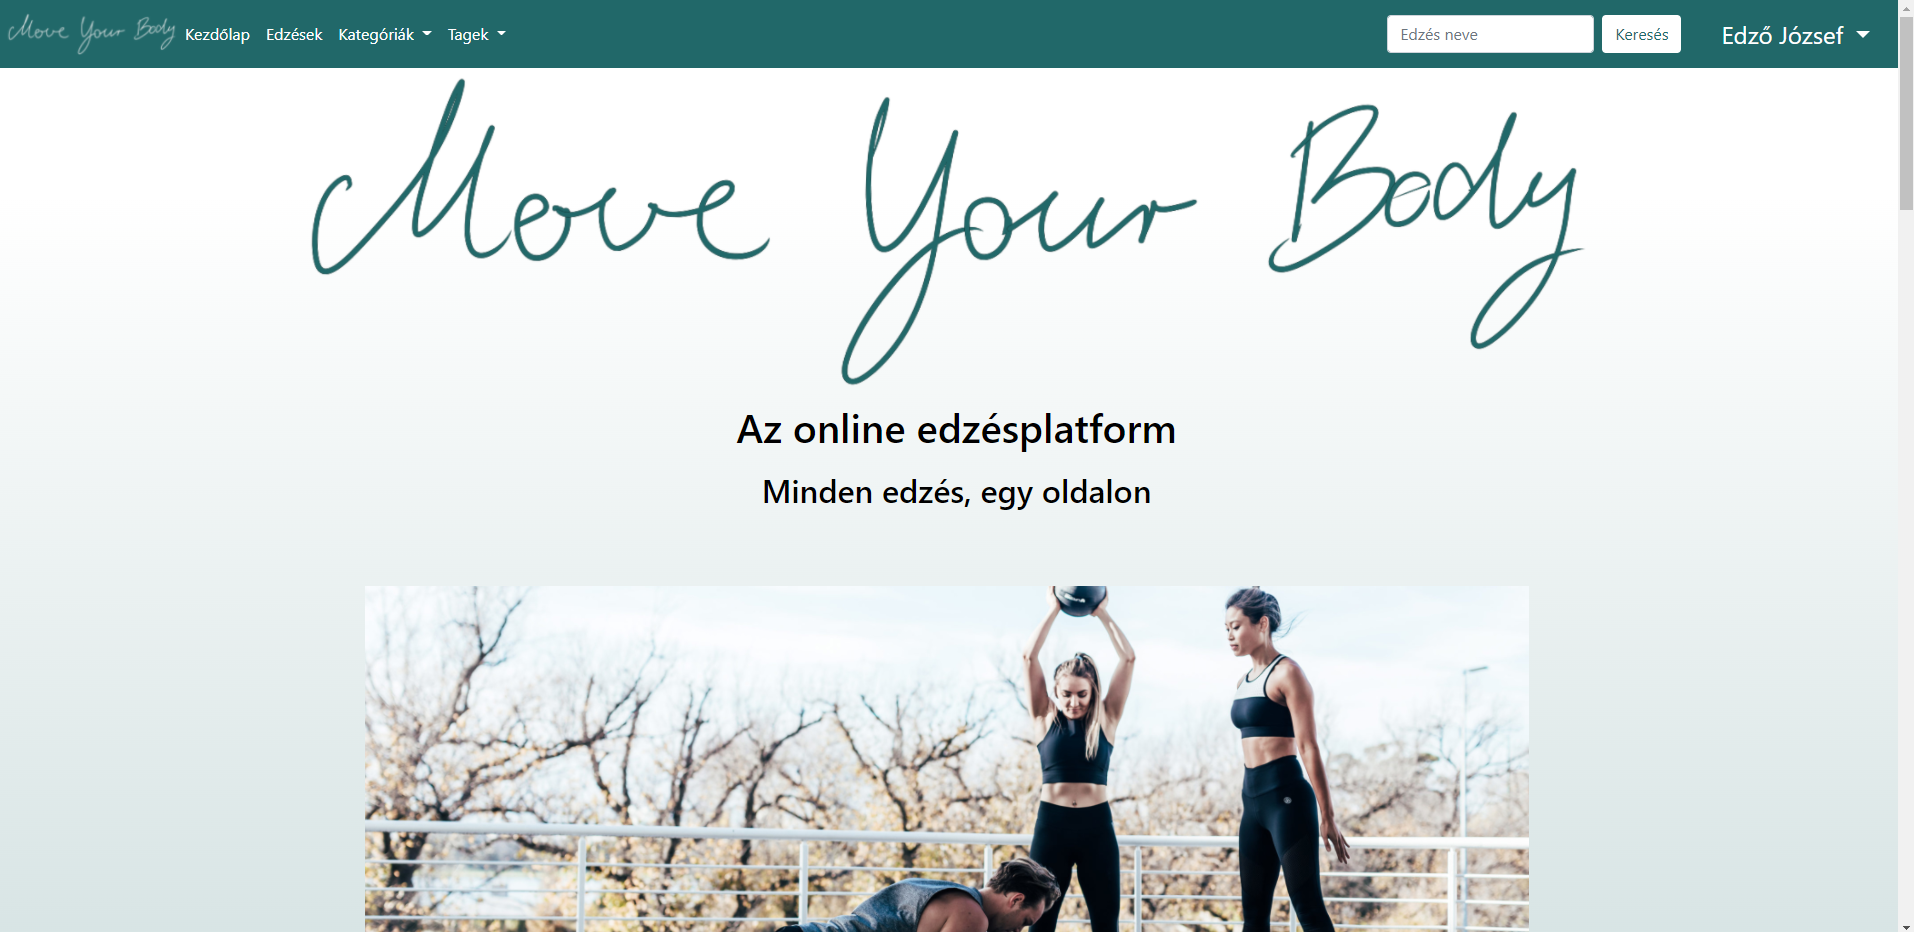 Move Your Body Kezdőlap Edzések Kategóriák Tagek Edzés neve Keresés Edző József
Move Your Body
Az online edzésplatform
Minden edzés, egy oldalon